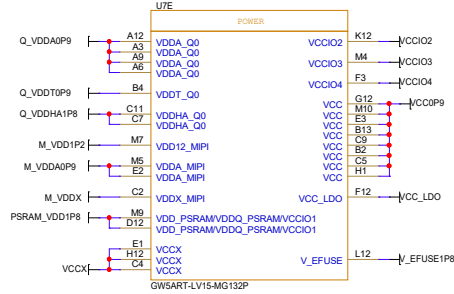 U7E
POWER
Q_VDDA0P9 A12 VDDA_Q0 VCCIO2 K12 VCCIO2
A3 VDDA_Q0
A9 VDDA_Q0 VCCIO3 M4 VCCIO3
A6 VDDA_Q0
VCCIO4 F3 VCCIO4
Q_VDDT0P9 B4 VDDT_Q0
VCC G12 VCC0P9
Q_VDDHA1P8 C11 VDDHA_Q0 VCC M10
C7 VDDHA_Q0 VCC E3
VCC B13
M_VDD1P2 M7 VDD12_MIPI VCC C9
VCC B2
M_VDDA0P9 M5 VDDA_MIPI VCC C5
E2 VDDA_MIPI VCC H1
M_VDDX C2 VDDX_MIPI VCC_LDO F12 VCC_LDO
PSRAM_VDD1P8 M9 VDD_PSRAM/VDDQ_PSRAM/VCCIO1
D12 VDD_PSRAM/VDDQ_PSRAM/VCCIO1
E1 VCCX
H12 VCCX V_EFUSE L12 V_EFUSE1P8
VCCX C4 VCCX
GW5ART-LV15-MG132P